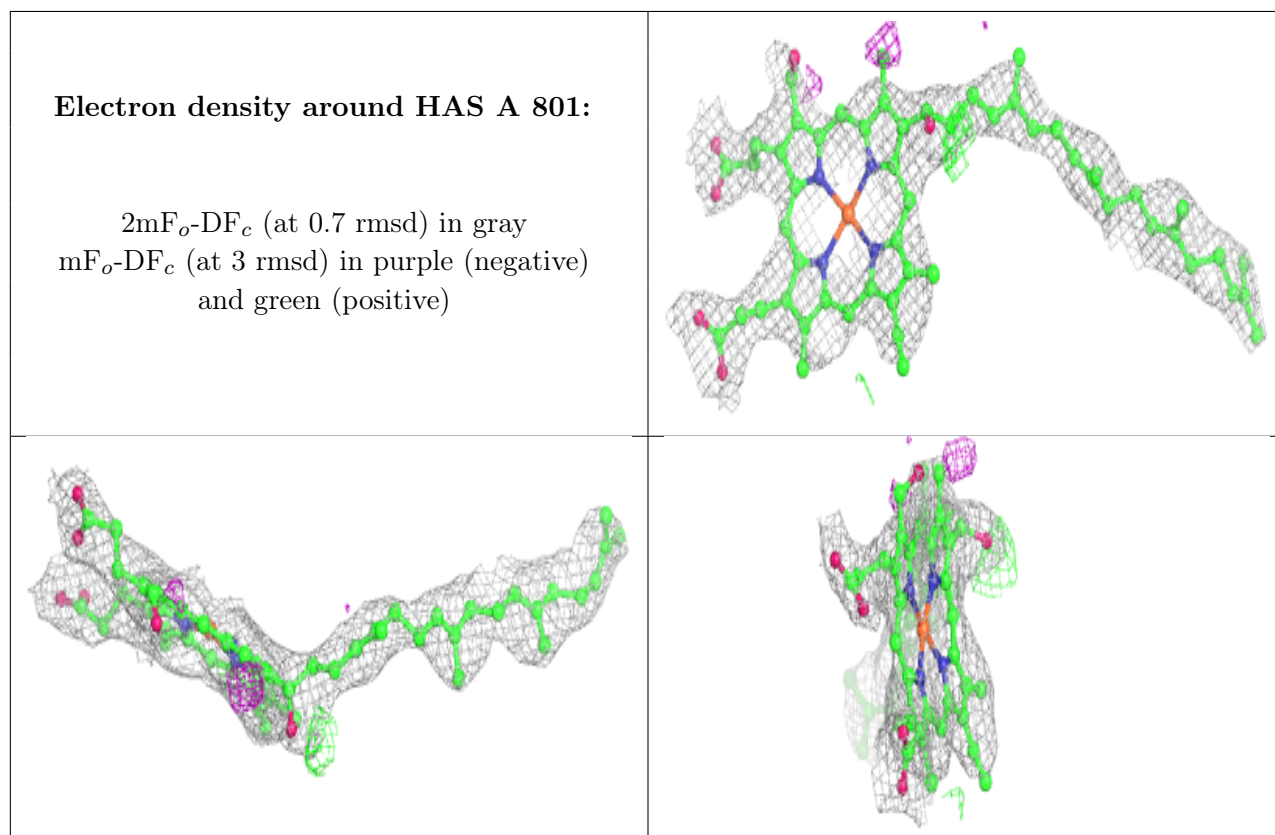 Electron density around HAS A 801:
2mFo-DFc (at 0.7 rmsd) in gray
mFo-DFc (at 3 rmsd) in purple (negative)
and green (positive)